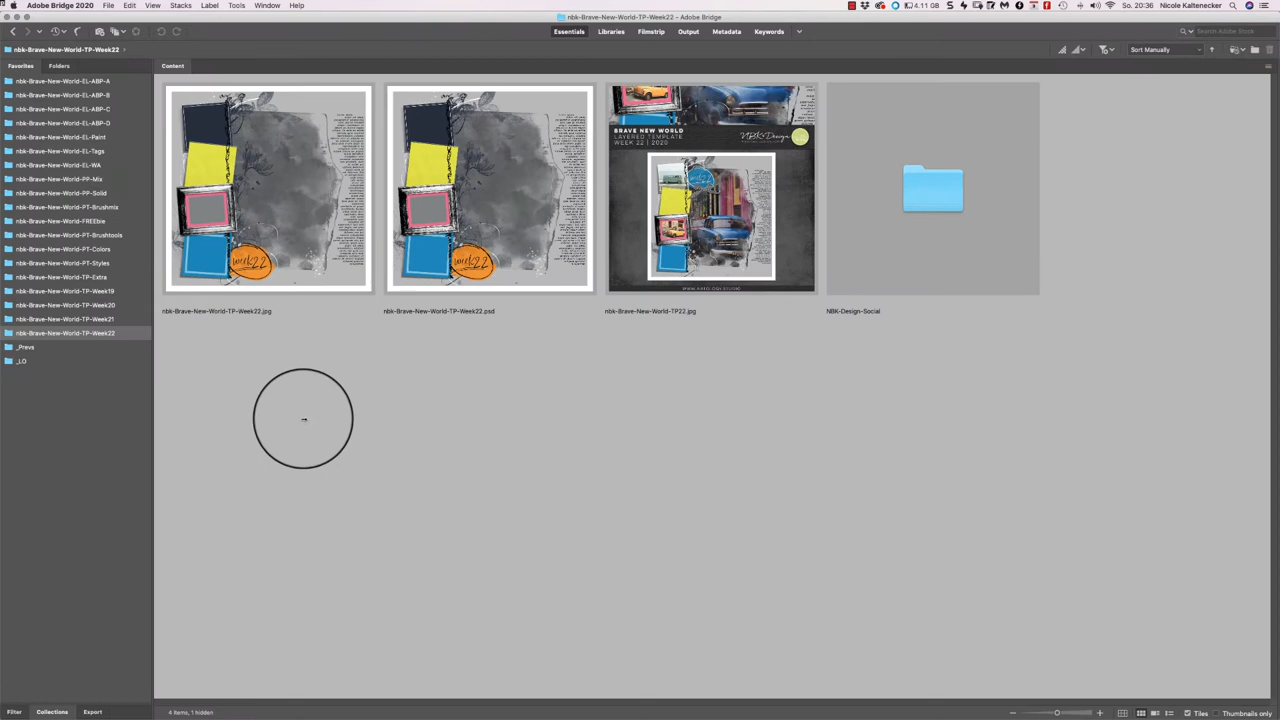 Adobe Bridge 2020 File Edit View Stacks Label Tools Window Help
4.11 GB So. 20:36 Nicole Kaltenecker
nbk-Brave-New-World-TP-Week22 - Adobe Bridge
Essentials Libraries Filmstrip Output Metadata Keywords
Search Adobe Stock
nbk-Brave-New-World-TP-Week22
Sort Manually
Favorites Folders
Content
nbk-Brave-New-World-EL-ABP-A
nbk-Brave-New-World-EL-ABP-B
nbk-Brave-New-World-EL-ABP-C
nbk-Brave-New-World-EL-ABP-D
nbk-Brave-New-World-EL-Paint
nbk-Brave-New-World-EL-Tags
nbk-Brave-New-World-EL-WA
nbk-Brave-New-World-PP-Mix
nbk-Brave-New-World-PP-Solid
nbk-Brave-New-World-PT-Brushmix
nbk-Brave-New-World-FREEbie
nbk-Brave-New-World-PT-Brushtools
nbk-Brave-New-World-PT-Colors
nbk-Brave-New-World-PT-Styles
nbk-Brave-New-World-TP-Extra
nbk-Brave-New-World-TP-Week19
nbk-Brave-New-World-TP-Week20
nbk-Brave-New-World-TP-Week21
nbk-Brave-New-World-TP-Week22
_Prevs
_LO
week22
week22
BRAVE NEW WORLD
LAYERED TEMPLATE
WEEK 22 | 2020
NBK-Design
week22
nbk-Brave-New-World-TP-Week22.jpg
nbk-Brave-New-World-TP-Week22.psd
nbk-Brave-New-World-TP22.jpg
NBK-Design-Social
Filter Collections Export
4 items, 1 hidden
Tiles Thumbnails only